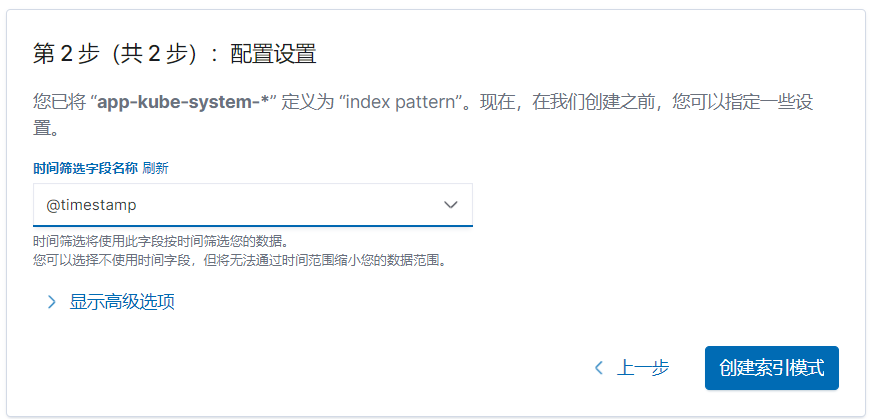 第 2 步（共 2 步）：配置设置
您已将 “app-kube-system-*” 定义为 “index pattern”。现在，在我们创建之前，您可以指定一些设
置。
时间筛选字段名称 刷新
@timestamp
时间筛选将使用此字段按时间筛选您的数据。
您可以选择不使用时间字段，但将无法通过时间范围缩小您的数据范围。
显示高级选项
上一步 创建索引模式